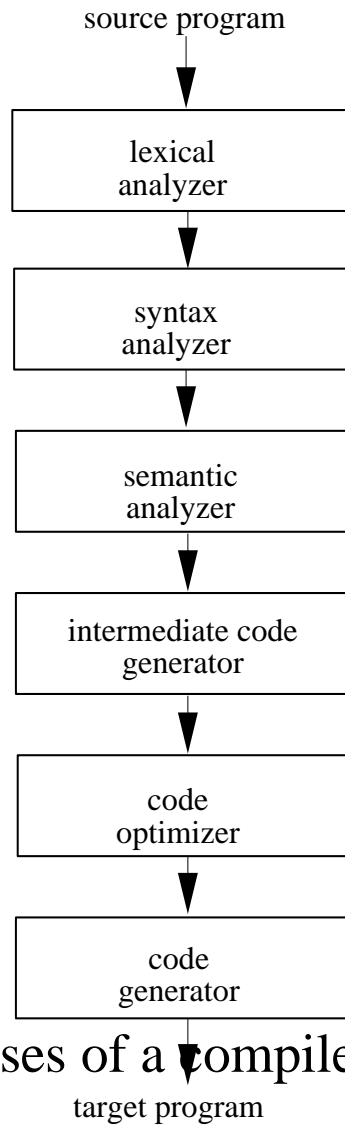 source program
lexical
analyzer
syntax
analyzer
semantic
analyzer
intermediate code
generator
code
optimizer
code
generator
ses of a compile
target program